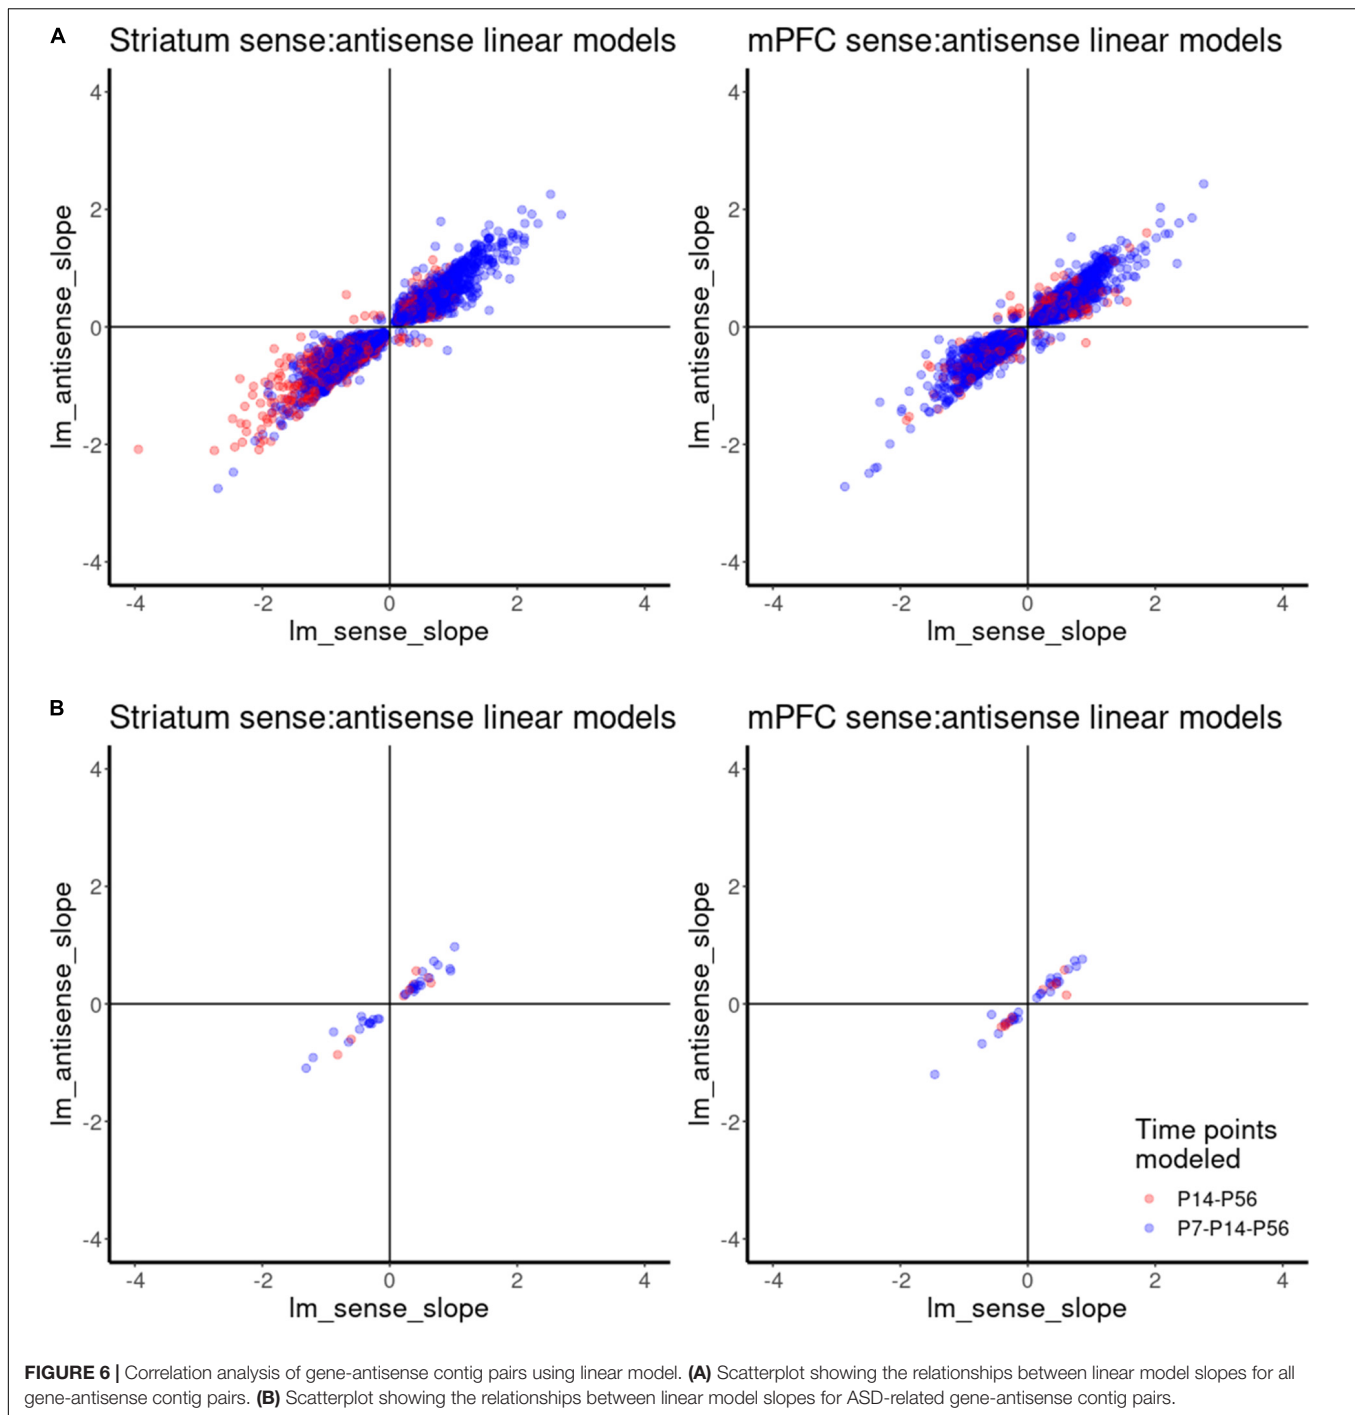 A
Striatum sense:antisense linear models
mPFC sense:antisense linear models
lm_antisense_slope
4
2
0
-2
-4
-4 -2 0 2 4
lm_sense_slope
lm_antisense_slope
4
2
0
-2
-4
-4 -2 0 2 4
lm_sense_slope
B
Striatum sense:antisense linear models
mPFC sense:antisense linear models
lm_antisense_slope
4
2
0
-2
-4
-4 -2 0 2 4
lm_sense_slope
lm_antisense_slope
4
2
0
-2
-4
-4 -2 0 2 4
lm_sense_slope
Time points
modeled
P14-P56
P7-P14-P56
FIGURE 6 | Correlation analysis of gene-antisense contig pairs using linear model. (A) Scatterplot showing the relationships between linear model slopes for all
gene-antisense contig pairs. (B) Scatterplot showing the relationships between linear model slopes for ASD-related gene-antisense contig pairs.